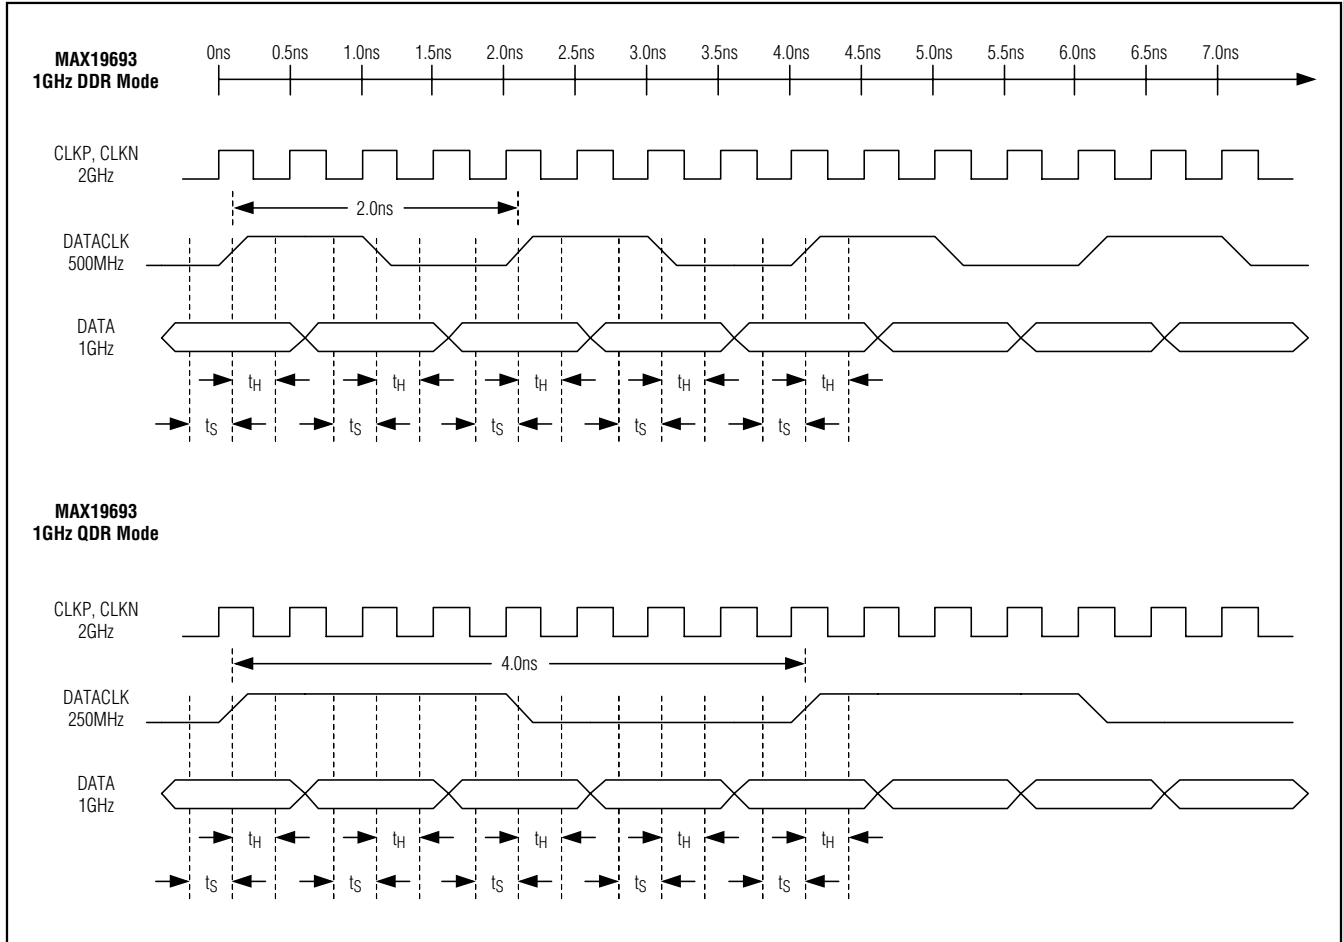 MAX19693
1GHz DDR Mode
0ns 0.5ns 1.0ns 1.5ns 2.0ns 2.5ns 3.0ns 3.5ns 4.0ns 4.5ns 5.0ns 5.5ns 6.0ns 6.5ns 7.0ns
CLKP, CLKN
2GHz
2.0ns
DATACLK
500MHz
DATA
1GHz
tH tH tH tH tH
tS tS tS tS tS
MAX19693
1GHz QDR Mode
CLKP, CLKN
2GHz
4.0ns
DATACLK
250MHz
DATA
1GHz
tH tH tH tH tH
tS tS tS tS tS